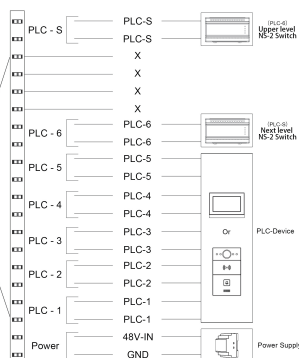 PLC - S
PLC-S
PLC-S
(PLC-6)
Upper level
NS-2 Switch
X
X
X
X
PLC - 6
PLC-6
PLC-6
(PLC-S)
Next level
NS-2 Switch
PLC - 5
PLC-5
PLC-5
PLC - 4
PLC-4
PLC-4
PLC - 3
PLC-3
PLC-3
Or
PLC-Device
PLC - 2
PLC-2
PLC-2
PLC - 1
PLC-1
PLC-1
Power
48V-IN
GND
Power Supply